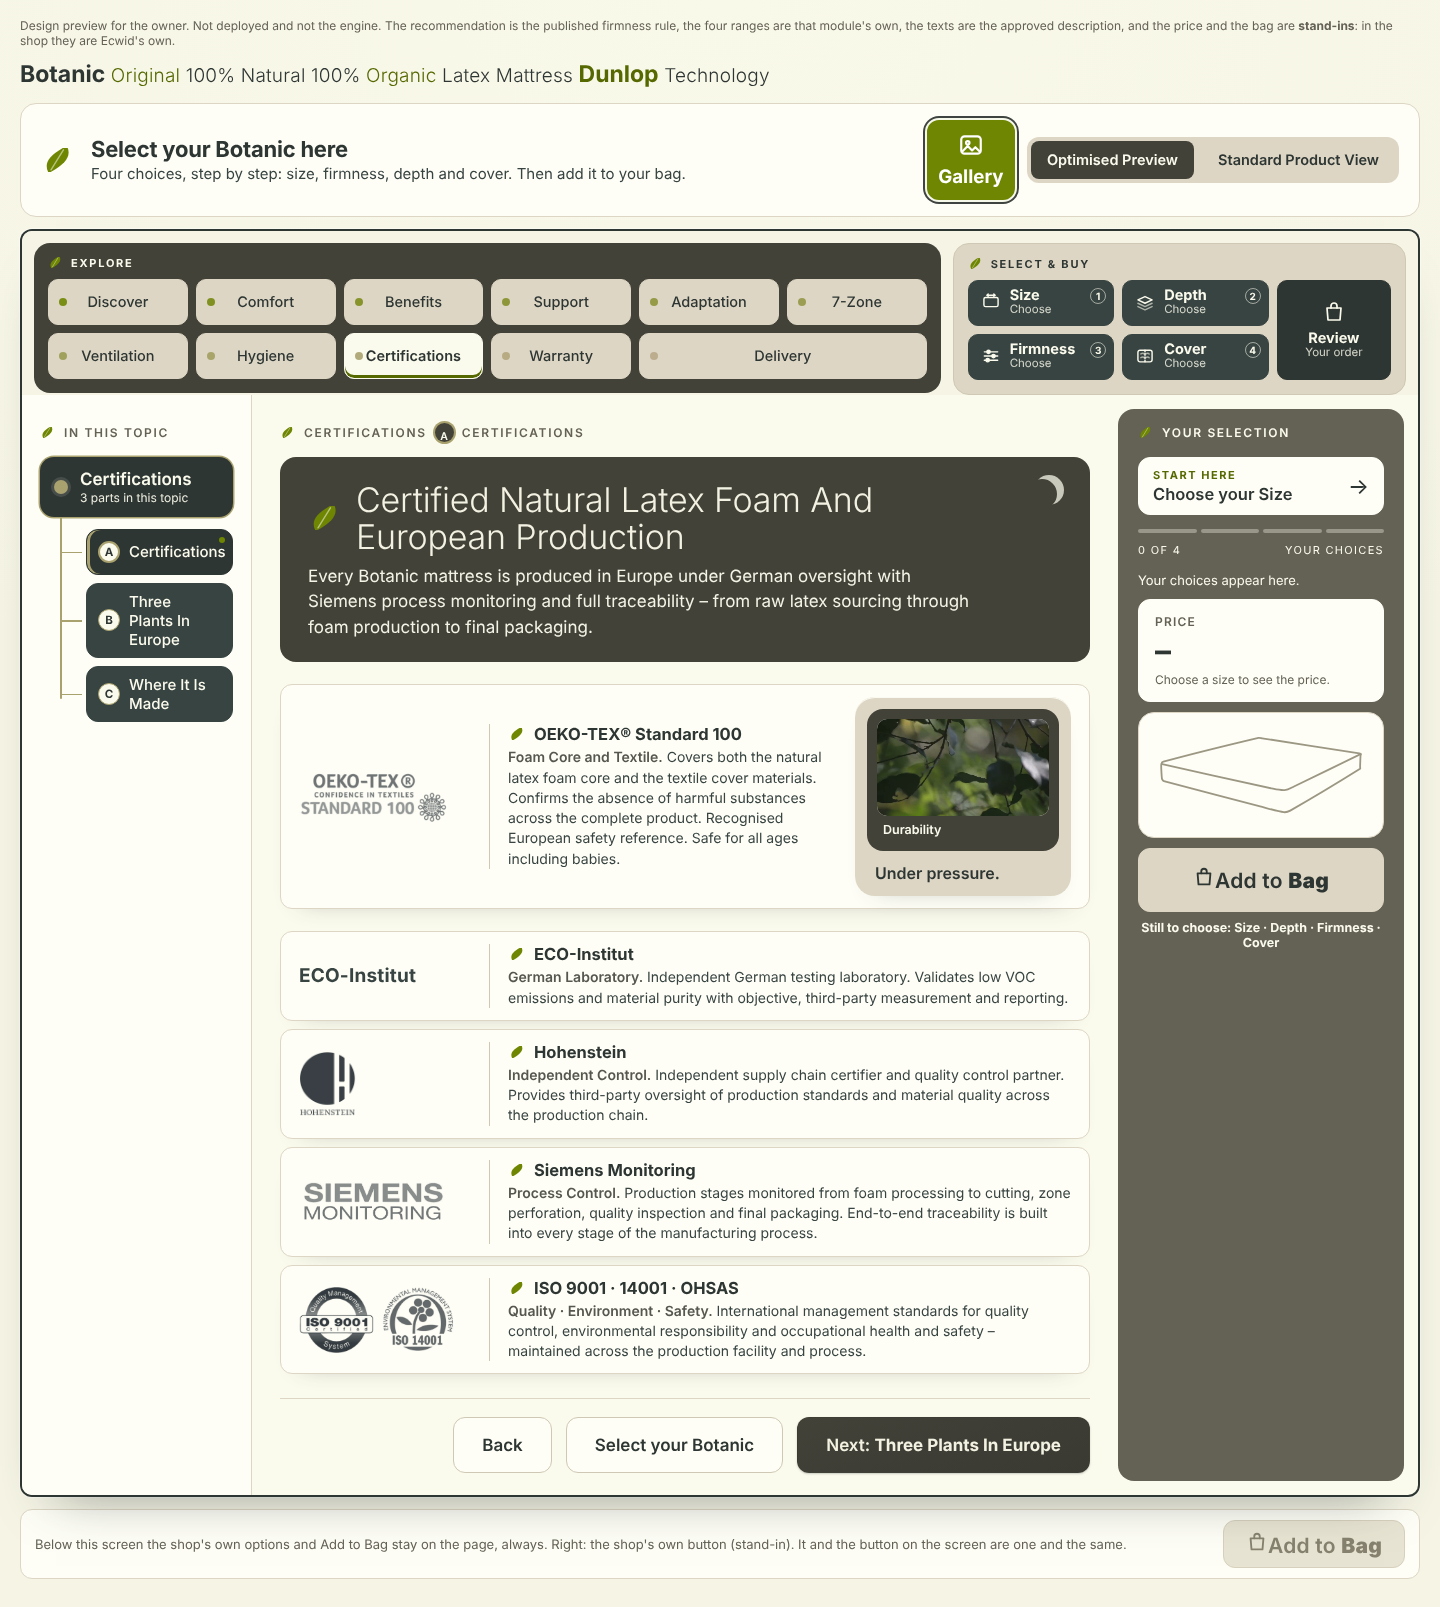 Design preview for the owner. Not deployed and not the engine. The recommendation is the published firmness rule, the four ranges are that module's own, the texts are the approved description, and the price and the bag are stand-ins: in the
shop they are Ecwid's own.
Botanic Original 100% Natural 100% Organic Latex Mattress Dunlop Technology
Select your Botanic here
Four choices, step by step: size, firmness, depth and cover. Then add it to your bag.
Gallery
Optimised Preview
Standard Product View
EXPLORE
Discover
Comfort
Benefits
Support
Adaptation
7-Zone
Ventilation
Hygiene
Certifications
Warranty
Delivery
SELECT & BUY
Size
Choose
1
Depth
Choose
2
Firmness
Choose
3
Cover
Choose
4
Review
Your order
IN THIS TOPIC
Certifications
3 parts in this topic
A Certifications
B Three
Plants In
Europe
C Where It Is
Made
CERTIFICATIONS A CERTIFICATIONS
Certified Natural Latex Foam And
European Production
Every Botanic mattress is produced in Europe under German oversight with
Siemens process monitoring and full traceability – from raw latex sourcing through
foam production to final packaging.
OEKO-TEX®
CONFIDENCE IN TEXTILES
STANDARD 100
OEKO-TEX® Standard 100
Foam Core and Textile. Covers both the natural
latex foam core and the textile cover materials.
Confirms the absence of harmful substances
across the complete product. Recognised
European safety reference. Safe for all ages
including babies.
Durability
Under pressure.
ECO-Institut
ECO-Institut
German Laboratory. Independent German testing laboratory. Validates low VOC
emissions and material purity with objective, third-party measurement and reporting.
HOHENSTEIN
Hohenstein
Independent Control. Independent supply chain certifier and quality control partner.
Provides third-party oversight of production standards and material quality across
the production chain.
SIEMENS
MONITORING
Siemens Monitoring
Process Control. Production stages monitored from foam processing to cutting, zone
perforation, quality inspection and final packaging. End-to-end traceability is built
into every stage of the manufacturing process.
Quality Management
ISO 9001
Certified
System
ENVIRONMENTAL MANAGEMENT SYSTEM
ISO 14001
ISO 9001 · 14001 · OHSAS
Quality · Environment · Safety. International management standards for quality
control, environmental responsibility and occupational health and safety –
maintained across the production facility and process.
Back
Select your Botanic
Next: Three Plants In Europe
YOUR SELECTION
START HERE
Choose your Size
0 OF 4
YOUR CHOICES
Your choices appear here.
PRICE
–
Choose a size to see the price.
Add to Bag
Still to choose: Size · Depth · Firmness ·
Cover
Below this screen the shop's own options and Add to Bag stay on the page, always. Right: the shop's own button (stand-in). It and the button on the screen are one and the same.
Add to Bag